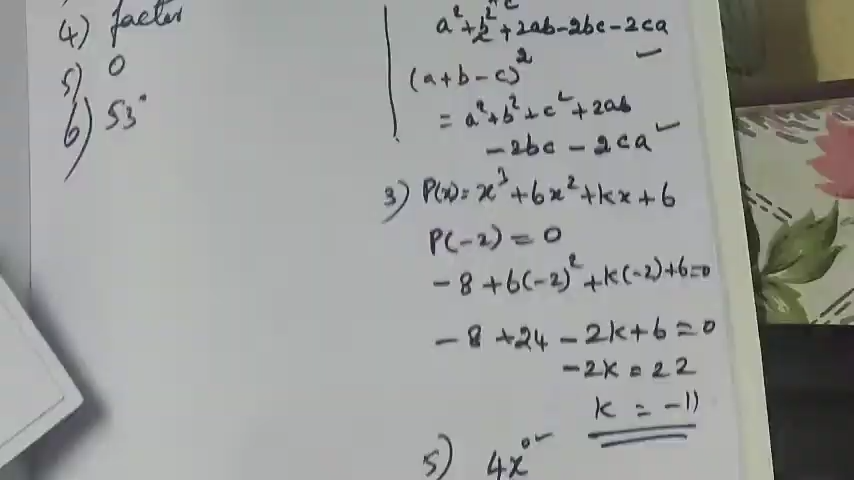 4) factor
5) 0
6) 53°
a² + b² + 2ab - 2bc - 2ca
(a + b - c)²
= a² + b² + c² + 2ab
- 2bc - 2ca
3) P(x) = x³ + 6x² + kx + 6
P(-2) = 0
-8 + 6(-2)² + k(-2) + 6 = 0
-8 + 24 - 2k + 6 = 0
-2k = 22
k = -11
5) 4x⁰